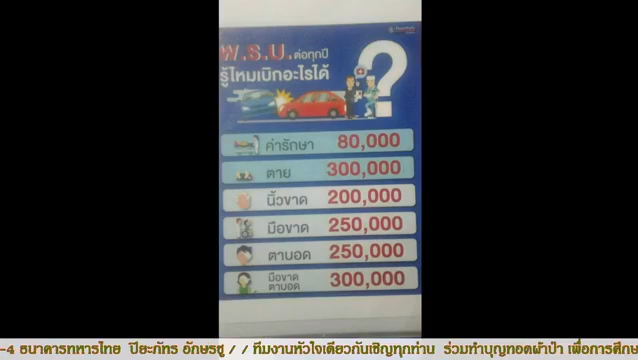 พ.ร.บ. ต่อทุกปี
รู้ไหมเบิกอะไรได้
?
ค่ารักษา 80,000
ตาย 300,000
นิ้วขาด 200,000
มือขาด 250,000
ตาบอด 250,000
มือขาด
ตาบอด 300,000
-4 ธนาคารทหารไทย ปิยะภัทร อักษรชู / / ทีมงานหัวใจเดียวกันเชิญทุกท่าน ร่วมทำบุญทอดผ้าป่า เพื่อการศึกษ